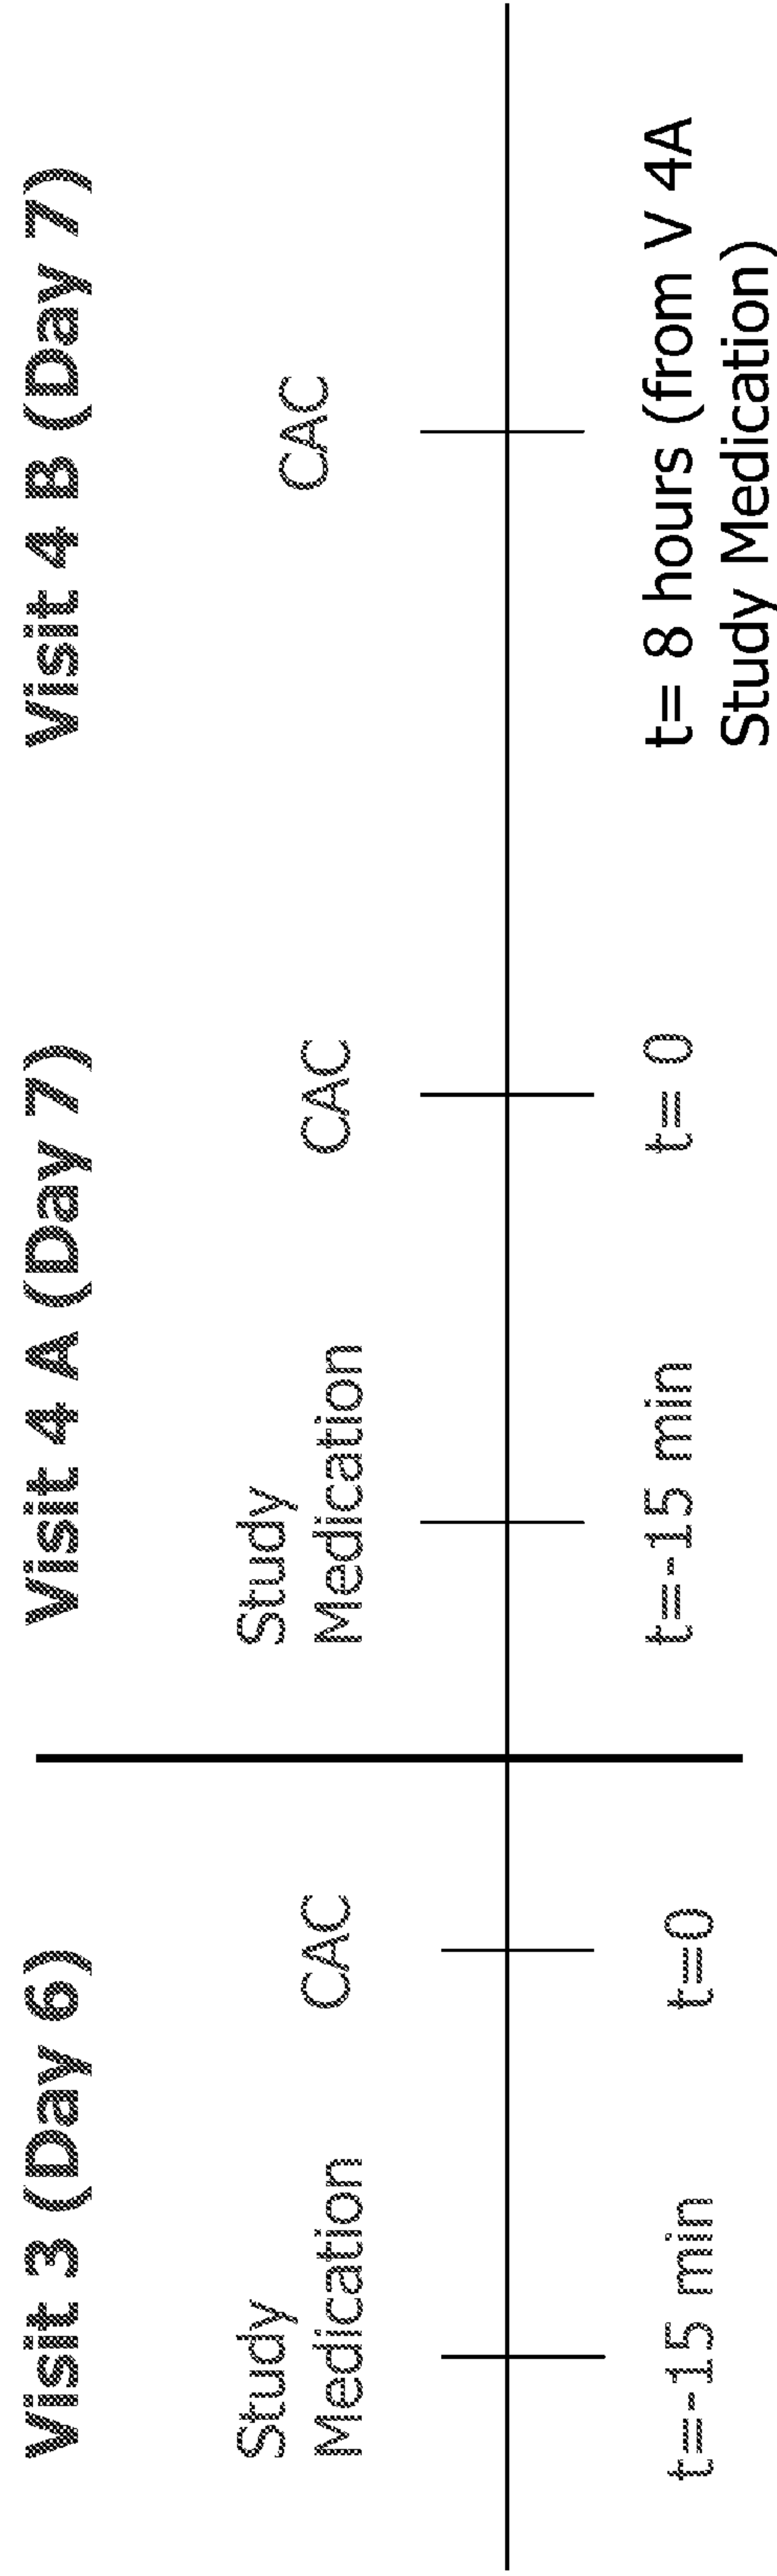 Visit 3 (Day 6)
Visit 4 A (Day 7)
Visit 4 B (Day 7)
Study
Medication
CAC
Study
Medication
CAC
CAC
t=-15 min
t=0
t=-15 min
t= 0
t= 8 hours (from V 4A
Study Medication)